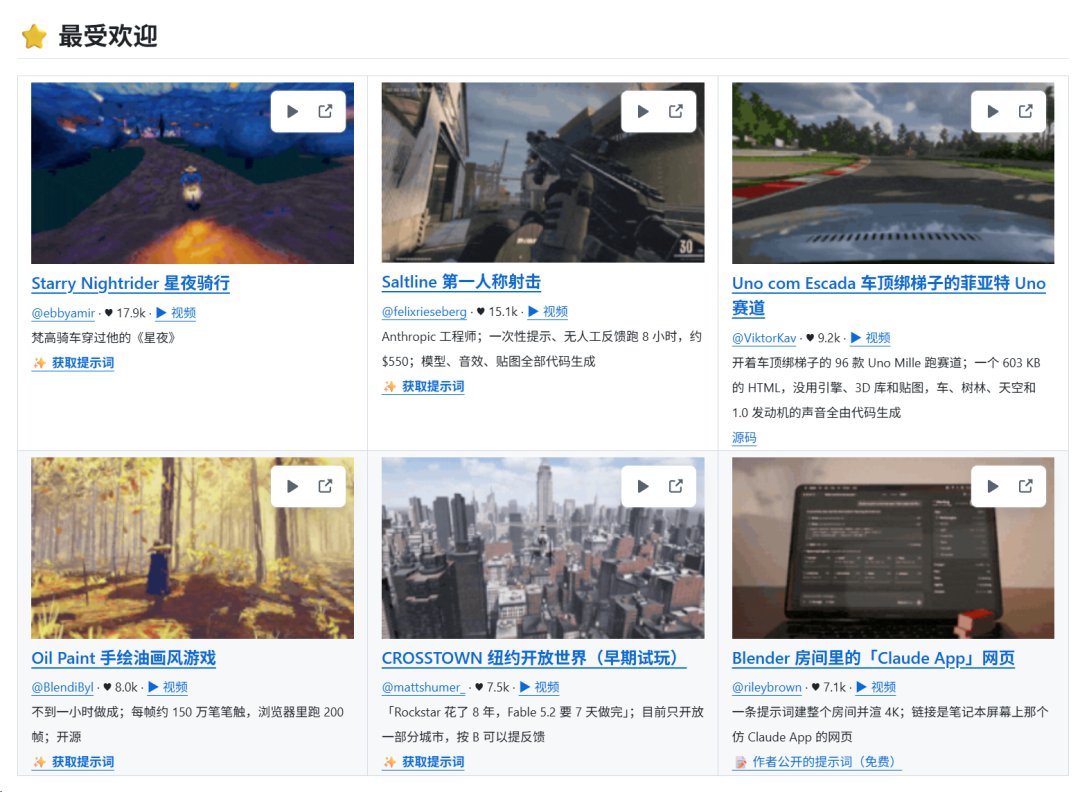 最受欢迎
Starry Nightrider 星夜骑行
@ebbyamir · ♥ 17.9k · ▶ 视频
梵高骑车穿过他的《星夜》
✨ 获取提示词
30
Saltline 第一人称射击
@felixrieseberg · ♥ 15.1k · ▶ 视频
Anthropic 工程师；一次性提示、无人工反馈跑 8 小时，约
$550；模型、音效、贴图全部代码生成
✨ 获取提示词
Uno com Escada 车顶绑梯子的菲亚特 Uno
赛道
@ViktorKav · ♥ 9.2k · ▶ 视频
开着车顶绑梯子的 96 款 Uno Mille 跑赛道；一个 603 KB
的 HTML，没用引擎、3D 库和贴图，车、树林、天空和
1.0 发动机的声音全由代码生成
源码
Oil Paint 手绘油画风游戏
@BlendiByl · ♥ 8.0k · ▶ 视频
不到一小时做成；每帧约 150 万笔笔触，浏览器里跑 200
帧；开源
✨ 获取提示词
CROSSTOWN 纽约开放世界（早期试玩）
@mattshumer_ · ♥ 7.5k · ▶ 视频
「Rockstar 花了 8 年，Fable 5.2 要 7 天做完」；目前只开放
一部分城市，按 B 可以提反馈
✨ 获取提示词
Blender 房间里的「Claude App」网页
@rileybrown · ♥ 7.1k · ▶ 视频
一条提示词建整个房间并渲 4K；链接是笔记本屏幕上那个
仿 Claude App 的网页
📝 作者公开的提示词（免费）